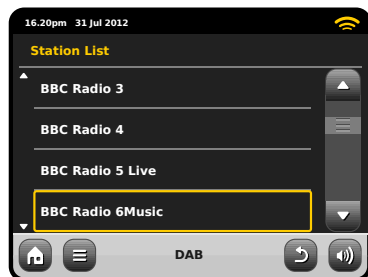 16.20pm 31 Jul 2012
Station List
BBC Radio 3
BBC Radio 4
BBC Radio 5 Live
BBC Radio 6Music
DAB